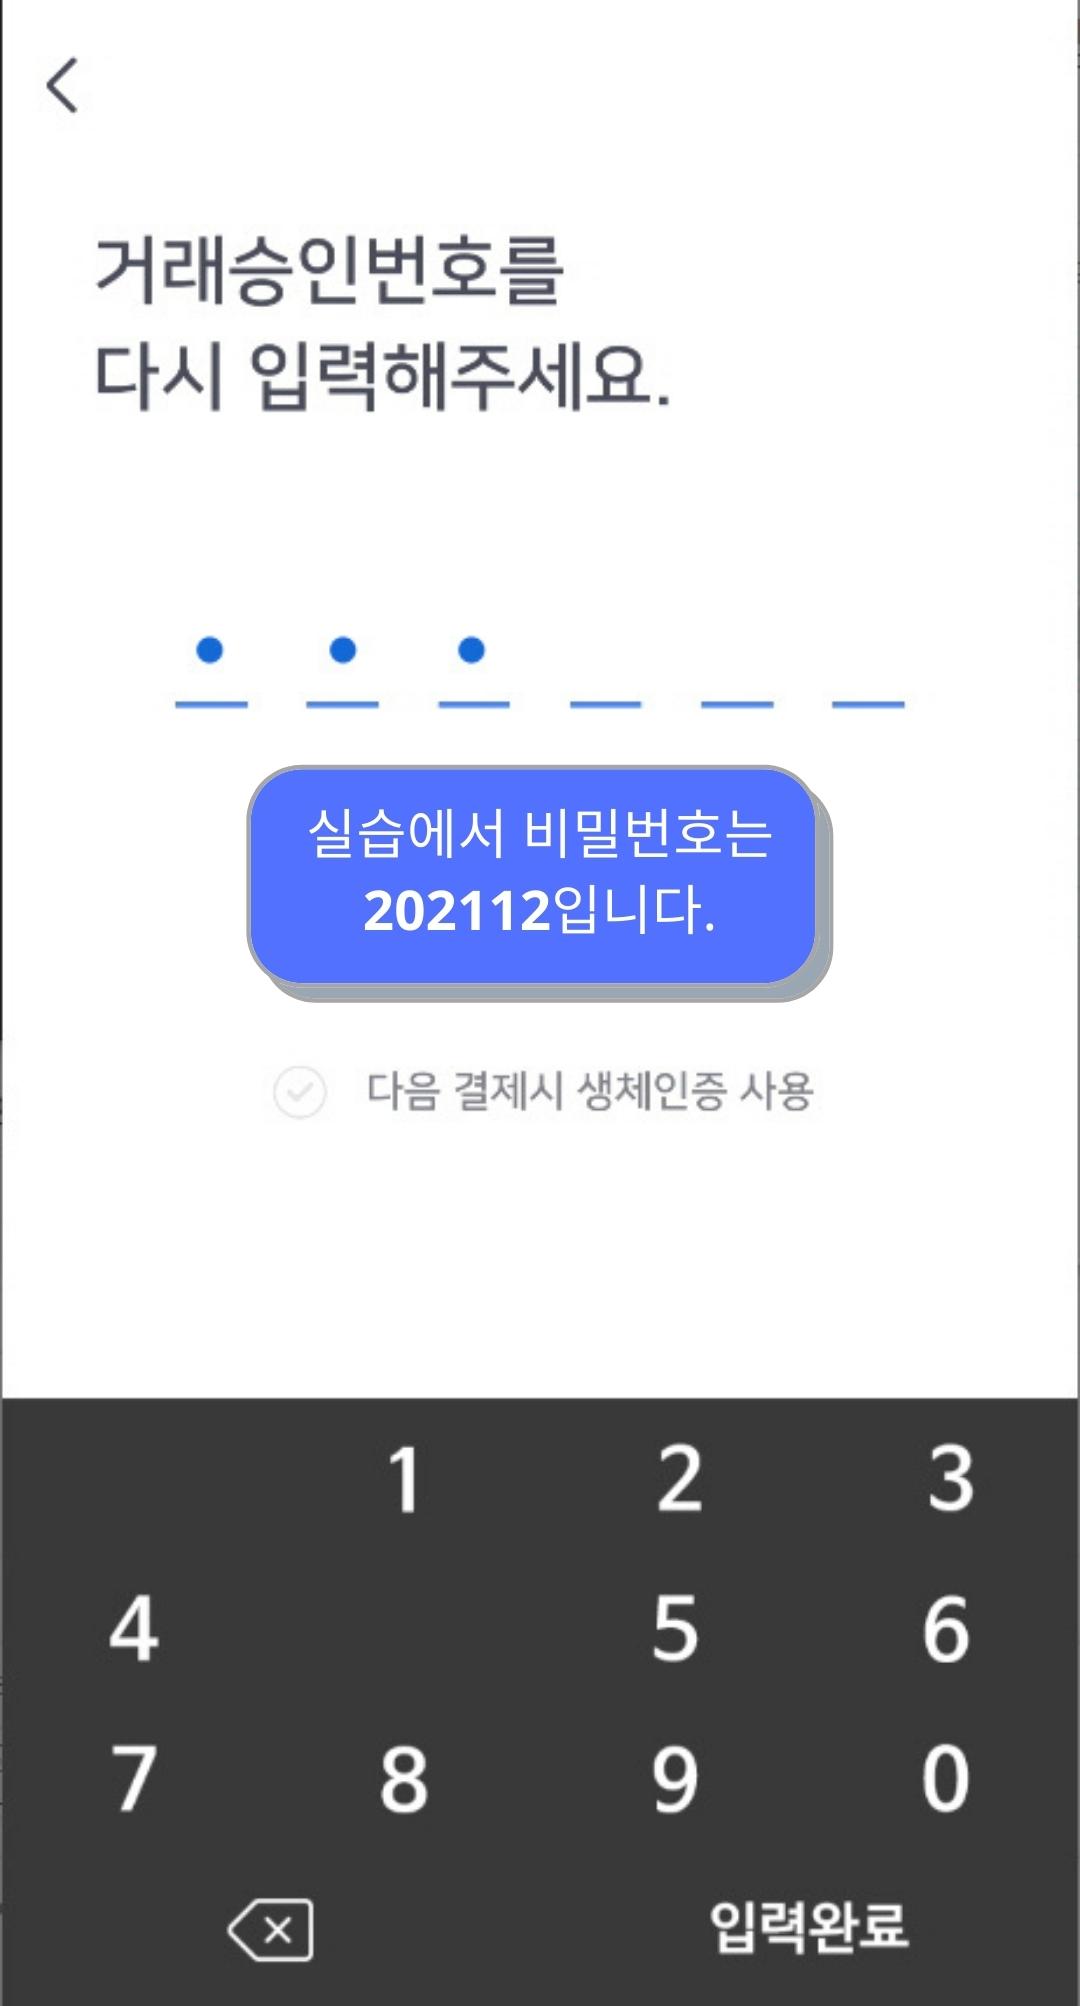 거래승인번호를
다시 입력해주세요.
실습에서 비밀번호는
202112입니다.
다음 결제시 생체인증 사용
1 2 3
4 5 6
7 8 9 0
입력완료